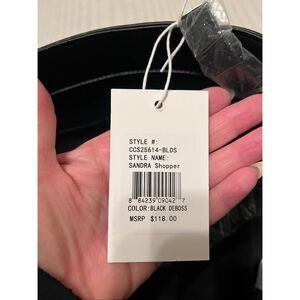 STYLE #:
CCS25614-BLDS
STYLE NAME:
SANDRA Shopper
8 84239 09042 7
COLOR:BLACK DEBOSS
MSRP $118.00